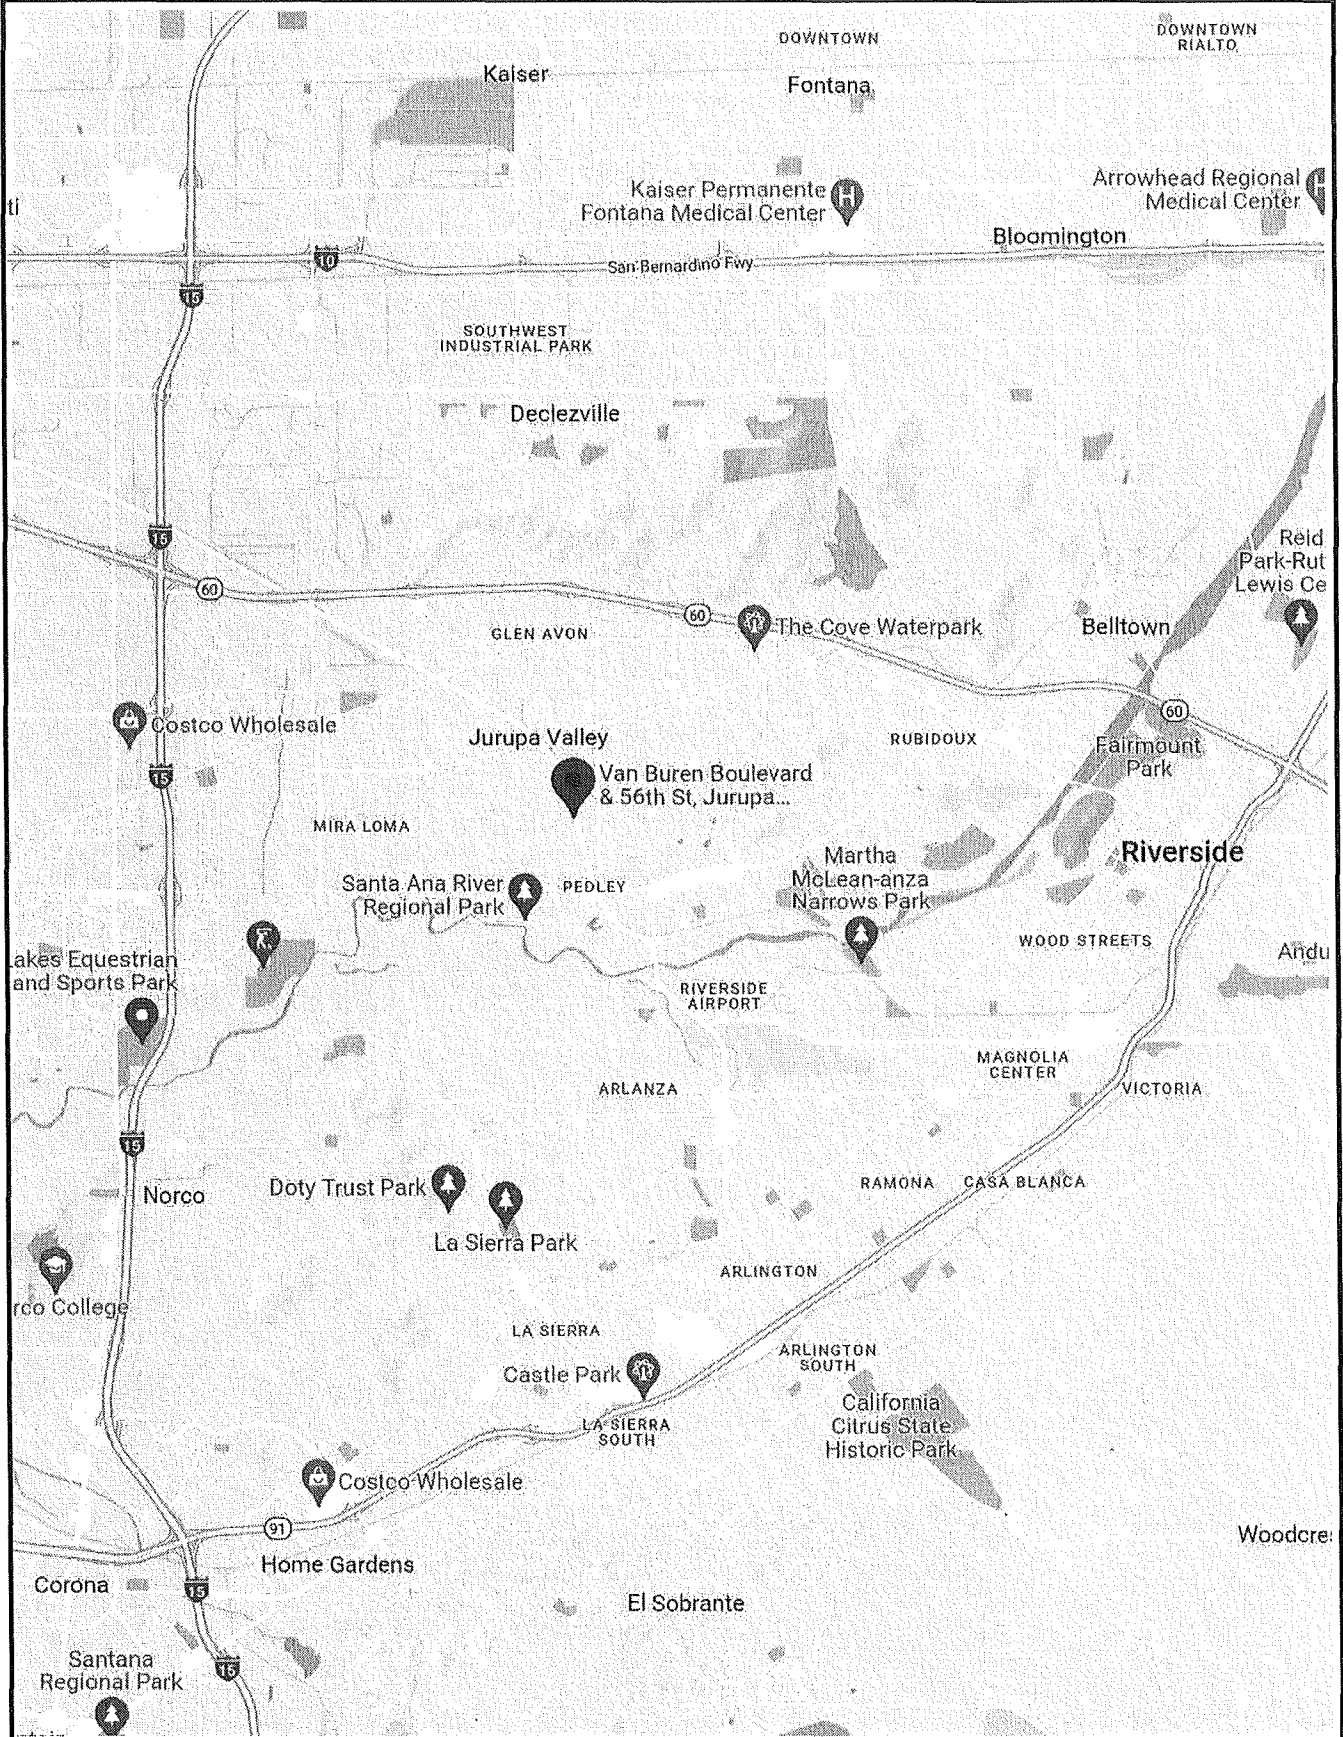 DOWNTOWN
DOWNTOWN
RIALTO
Kaiser
Fontana
Kaiser Permanente
Fontana Medical Center
H
Arrowhead Regional
Medical Center
H
ti
Bloomington
10
San Bernardino Fwy
15
SOUTHWEST
INDUSTRIAL PARK
Declezville
15
Reid
Park-Rut
Lewis Ce
60
60
The Cove Waterpark
Belltown
GLEN AVON
60
Costco Wholesale
Jurupa Valley
RUBIDOUX
Fairmount
Park
15
Van Buren Boulevard
& 56th St, Jurupa...
MIRA LOMA
Riverside
Martha
McLean-anza
Narrows Park
Santa Ana River
Regional Park
PEDLEY
WOOD STREETS
Andu
akes Equestrian
and Sports Park
RIVERSIDE
AIRPORT
MAGNOLIA
CENTER
ARLANZA
VICTORIA
15
Norco
Doty Trust Park
RAMONA
CASA BLANCA
La Sierra Park
ARLINGTON
rco College
LA SIERRA
ARLINGTON
SOUTH
Castle Park
California
Citrus State
Historic Park
LA SIERRA
SOUTH
Costco Wholesale
91
Woodcre
Home Gardens
Corona
15
El Sobrante
Santana
Regional Park
15